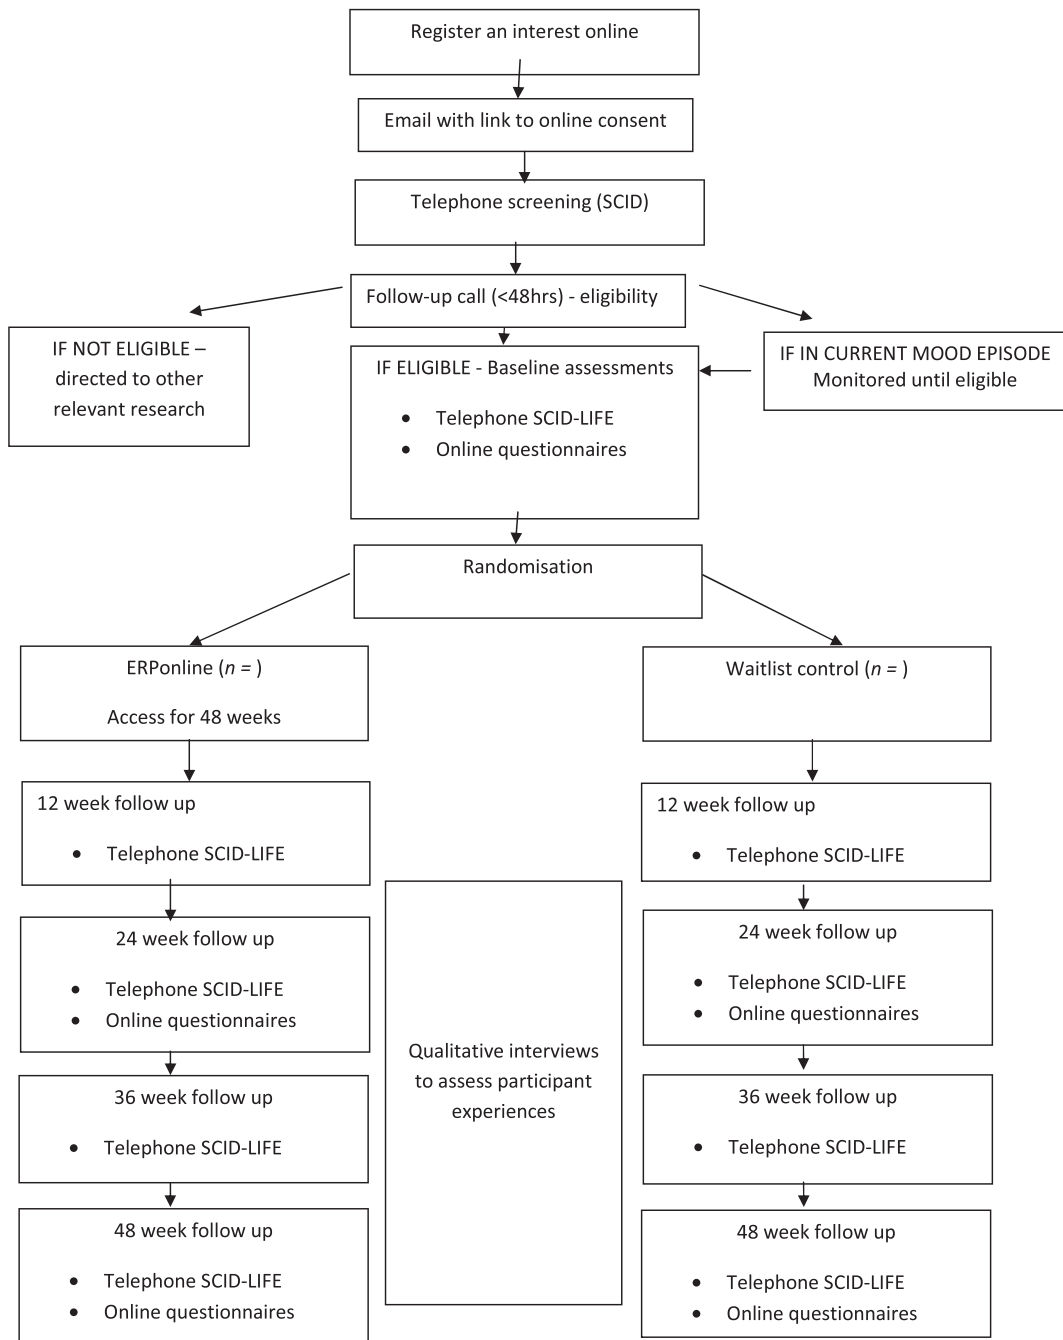 Register an interest online
Email with link to online consent
Telephone screening (SCID)
Follow-up call (<48hrs) - eligibility
IF NOT ELIGIBLE –
directed to other
relevant research
IF ELIGIBLE - Baseline assessments
• Telephone SCID-LIFE
• Online questionnaires
IF IN CURRENT MOOD EPISODE
Monitored until eligible
Randomisation
ERPonline (n = )
Access for 48 weeks
Waitlist control (n = )
12 week follow up
• Telephone SCID-LIFE
12 week follow up
• Telephone SCID-LIFE
24 week follow up
• Telephone SCID-LIFE
• Online questionnaires
24 week follow up
• Telephone SCID-LIFE
• Online questionnaires
Qualitative interviews
to assess participant
experiences
36 week follow up
• Telephone SCID-LIFE
36 week follow up
• Telephone SCID-LIFE
48 week follow up
• Telephone SCID-LIFE
• Online questionnaires
48 week follow up
• Telephone SCID-LIFE
• Online questionnaires